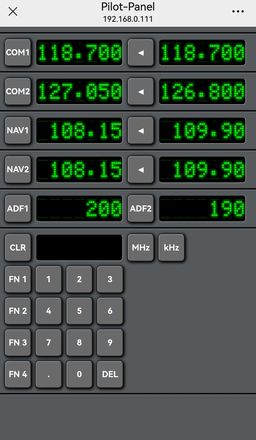 Pilot-Panel
192.168.0.111
COM1 118.700 ◄ 118.700
COM2 127.050 ◄ 126.800
NAV1 108.15 ◄ 109.90
NAV2 108.15 ◄ 109.90
ADF1 200 ADF2 190
CLR MHz kHz
FN 1 1 2 3
FN 2 4 5 6
FN 3 7 8 9
FN 4 . 0 DEL